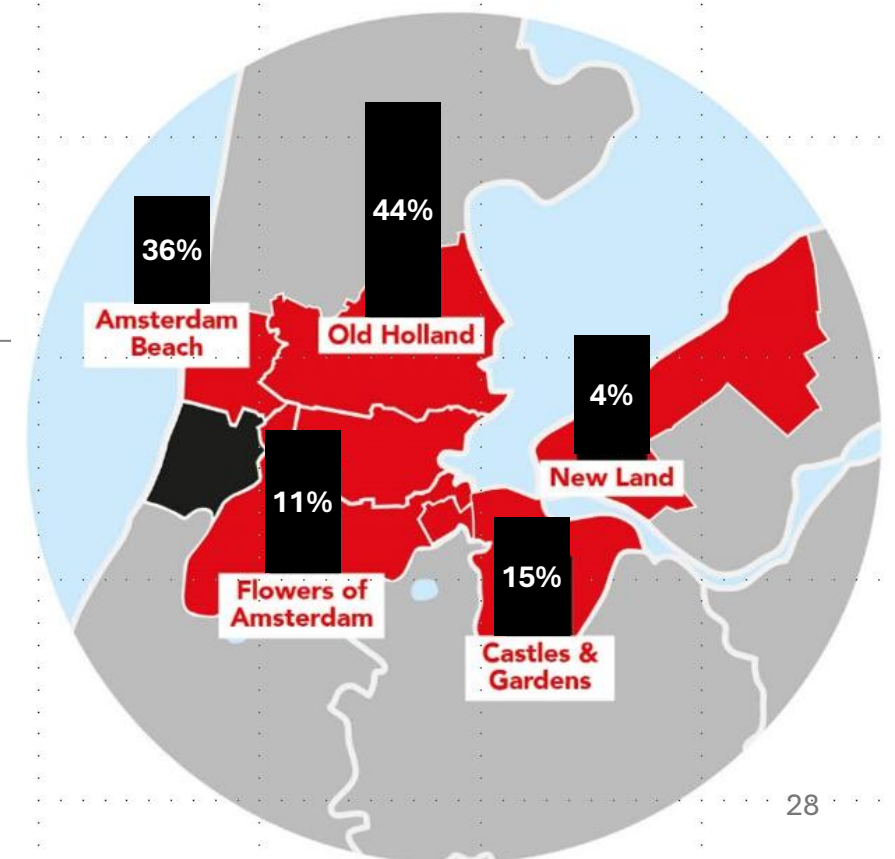 44%
36%
Amsterdam
Beach
Old Holland
4%
New Land
11%
Flowers of
Amsterdam
15%
Castles &
Gardens
28